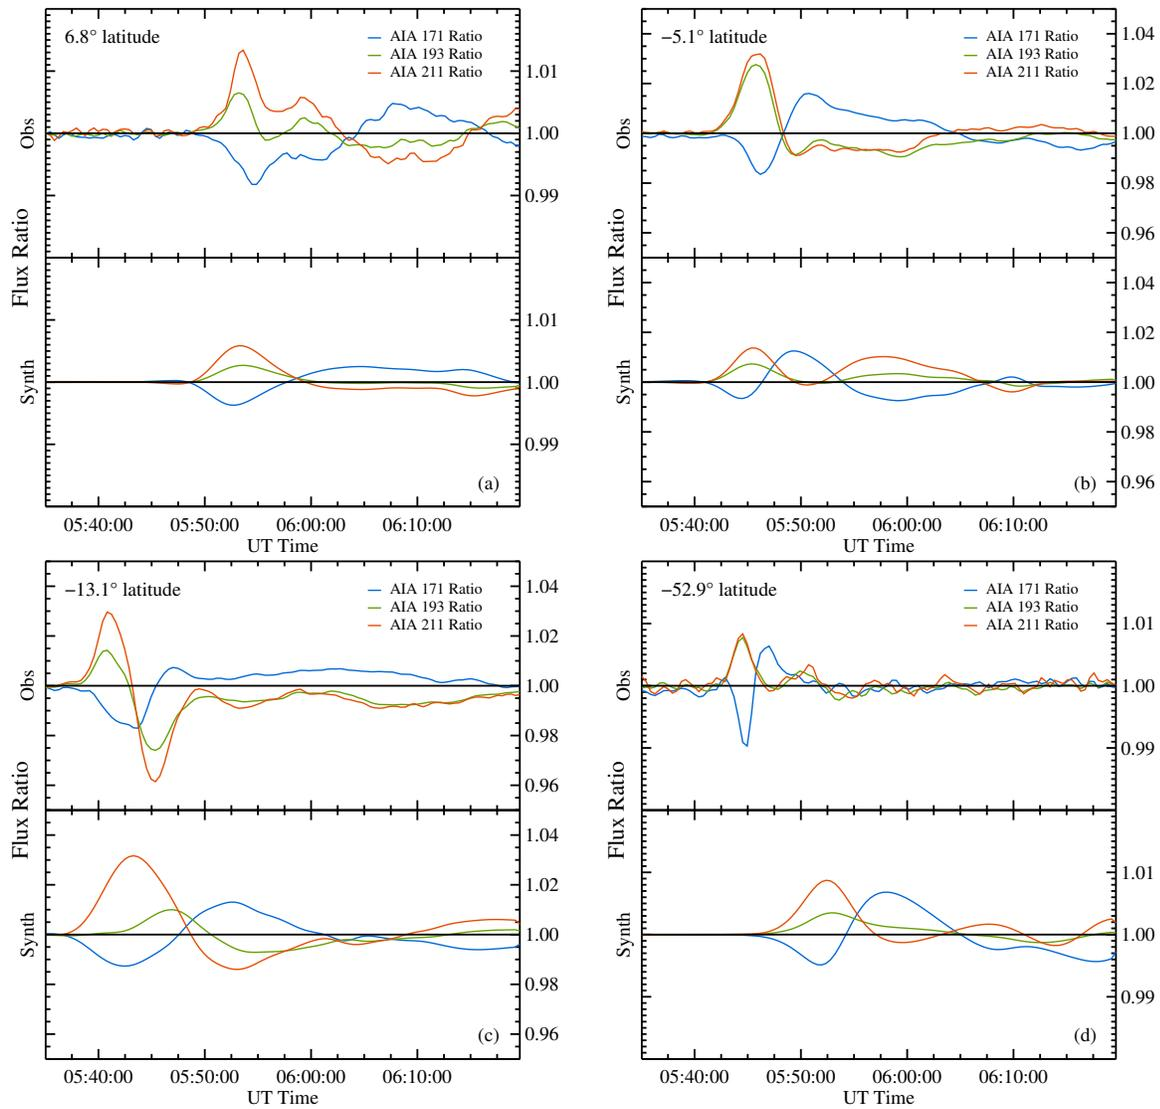 6.8° latitude
AIA 171 Ratio
AIA 193 Ratio
AIA 211 Ratio
1.01
1.00
0.99
Obs
Flux Ratio
1.01
1.00
0.99
Synth
(a)
05:40:00 05:50:00 06:00:00 06:10:00
UT Time
−5.1° latitude
AIA 171 Ratio
AIA 193 Ratio
AIA 211 Ratio
1.04
1.02
1.00
0.98
0.96
Obs
Flux Ratio
1.04
1.02
1.00
0.98
0.96
Synth
(b)
05:40:00 05:50:00 06:00:00 06:10:00
UT Time
−13.1° latitude
AIA 171 Ratio
AIA 193 Ratio
AIA 211 Ratio
1.04
1.02
1.00
0.98
0.96
Obs
Flux Ratio
1.04
1.02
1.00
0.98
0.96
Synth
(c)
05:40:00 05:50:00 06:00:00 06:10:00
UT Time
−52.9° latitude
AIA 171 Ratio
AIA 193 Ratio
AIA 211 Ratio
1.01
1.00
0.99
Obs
Flux Ratio
1.01
1.00
0.99
Synth
(d)
05:40:00 05:50:00 06:00:00 06:10:00
UT Time